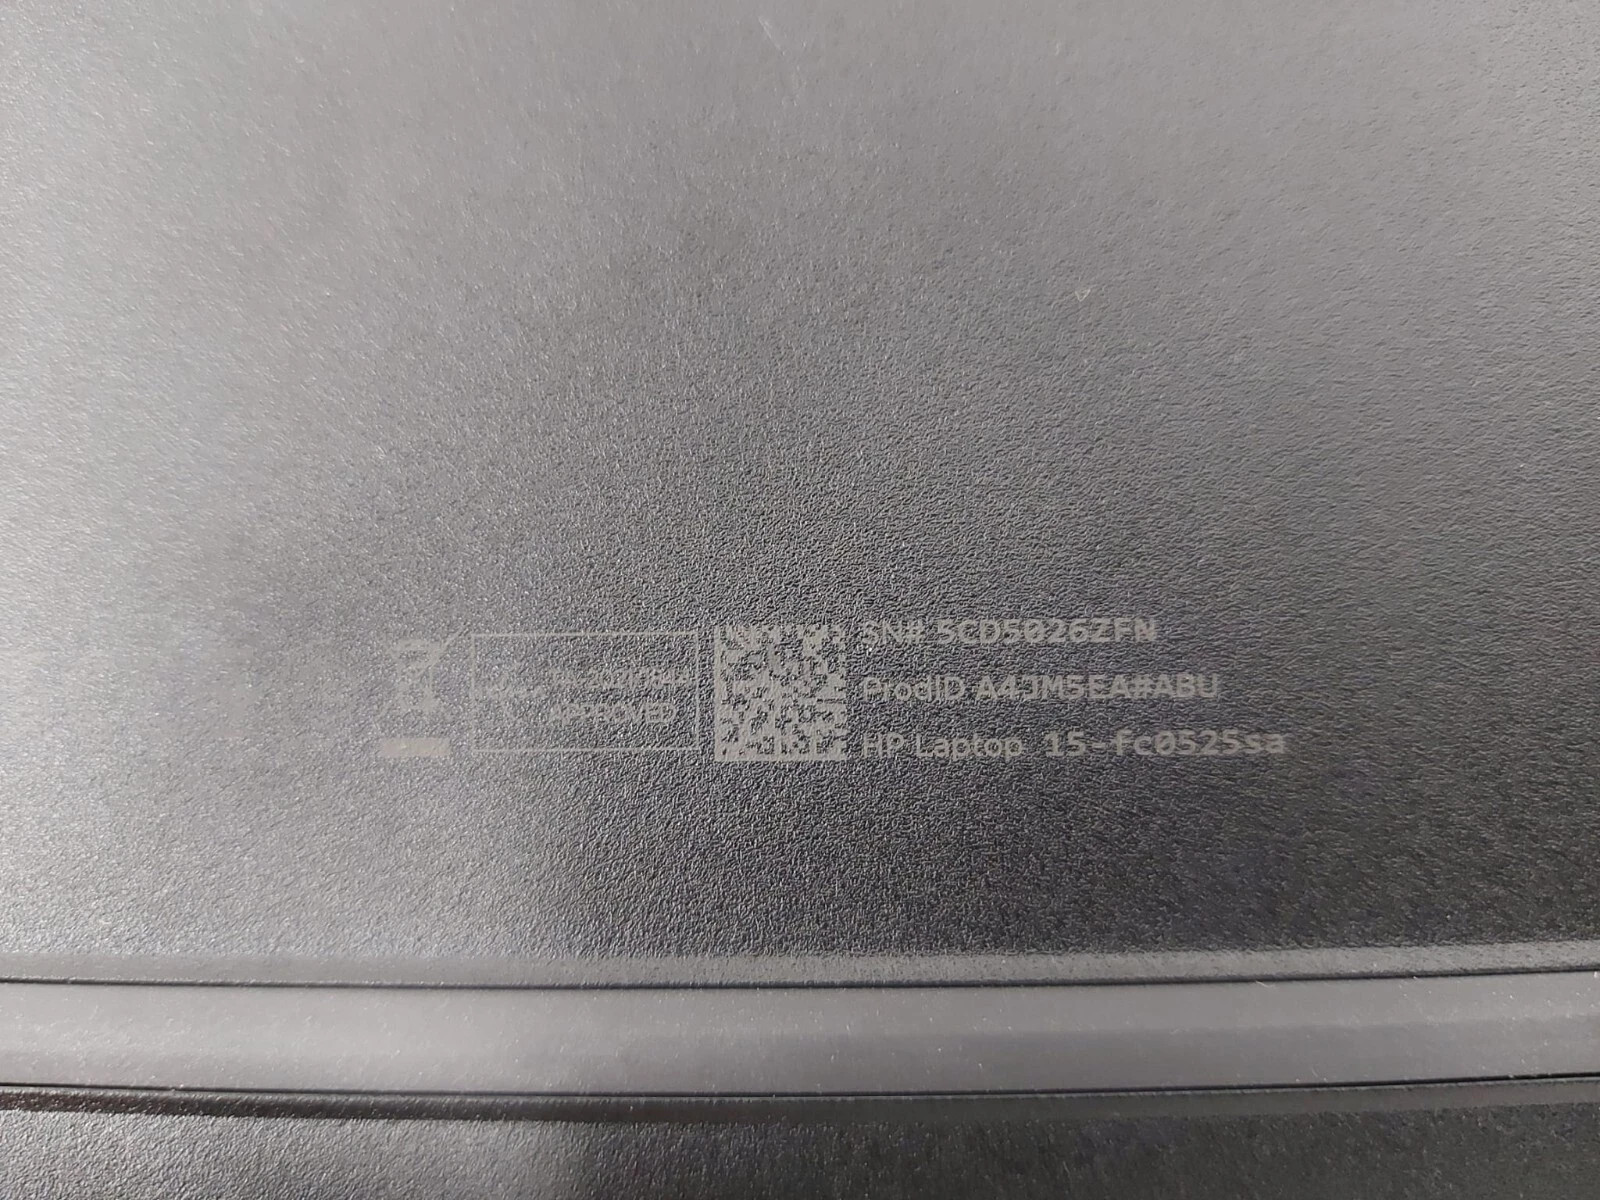 SN# 5CD5026ZFN
ProdID A4JM5EA#ABU
HP Laptop 15-fc0525sa
APPROVED